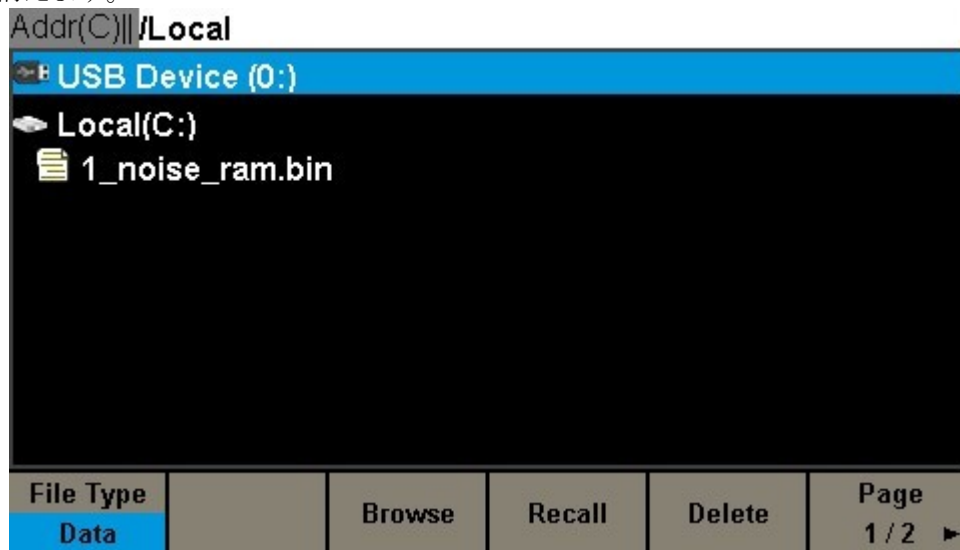 Addr(C)|| /Local
USB Device (0:)
Local(C:)
1_noise_ram.bin
File Type
Data
Browse
Recall
Delete
Page
1 / 2 ►